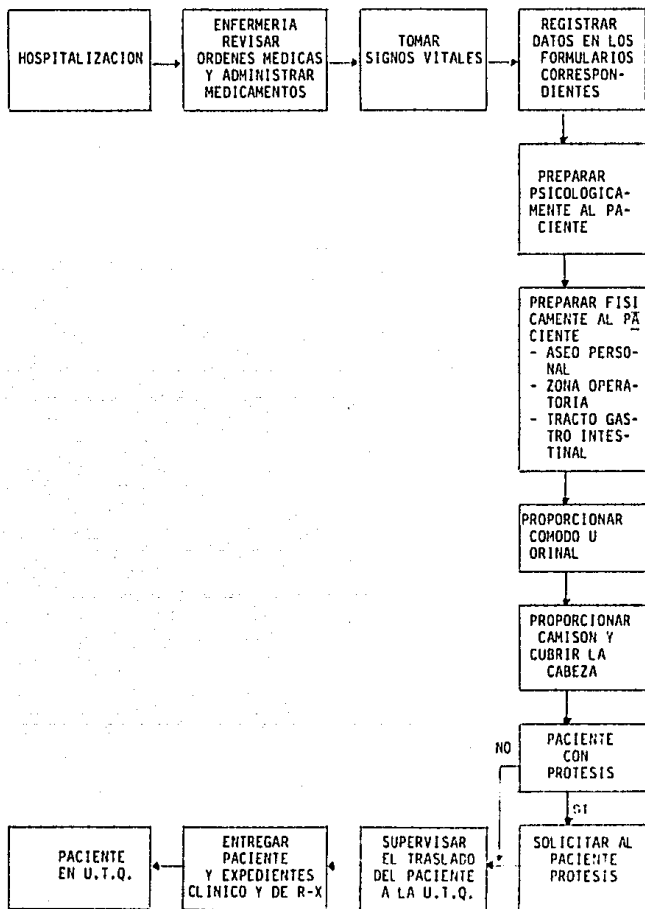 HOSPITALIZACION
ENFERMERIA
REVISAR
ORDENES MEDICAS
Y ADMINISTRAR
MEDICAMENTOS
TOMAR
SIGNOS VITALES
REGISTRAR
DATOS EN LOS
FORMULARIOS
CORRESPON-
DIENTES
PREPARAR
PSICOLOGICA-
MENTE AL PA-
CIENTE
PREPARAR FISI
CAMENTE AL PA
CIENTE
- ASEO PERSO-
NAL
- ZONA OPERA-
TORIA
- TRACTO GAS-
TRO INTES-
TINAL
PROPORCIONAR
COMODO U
ORINAL
PROPORCIONAR
CAMISON Y
CUBRIR LA
CABEZA
NO
PACIENTE
CON
PROTESIS
SI
SOLICITAR AL
PACIENTE
PROTESIS
SUPERVISAR
EL TRASLADO
DEL PACIENTE
A LA U.T.Q.
ENTREGAR
PACIENTE
Y EXPEDIENTES
CLINICO Y DE R-X
PACIENTE
EN U.T.Q.